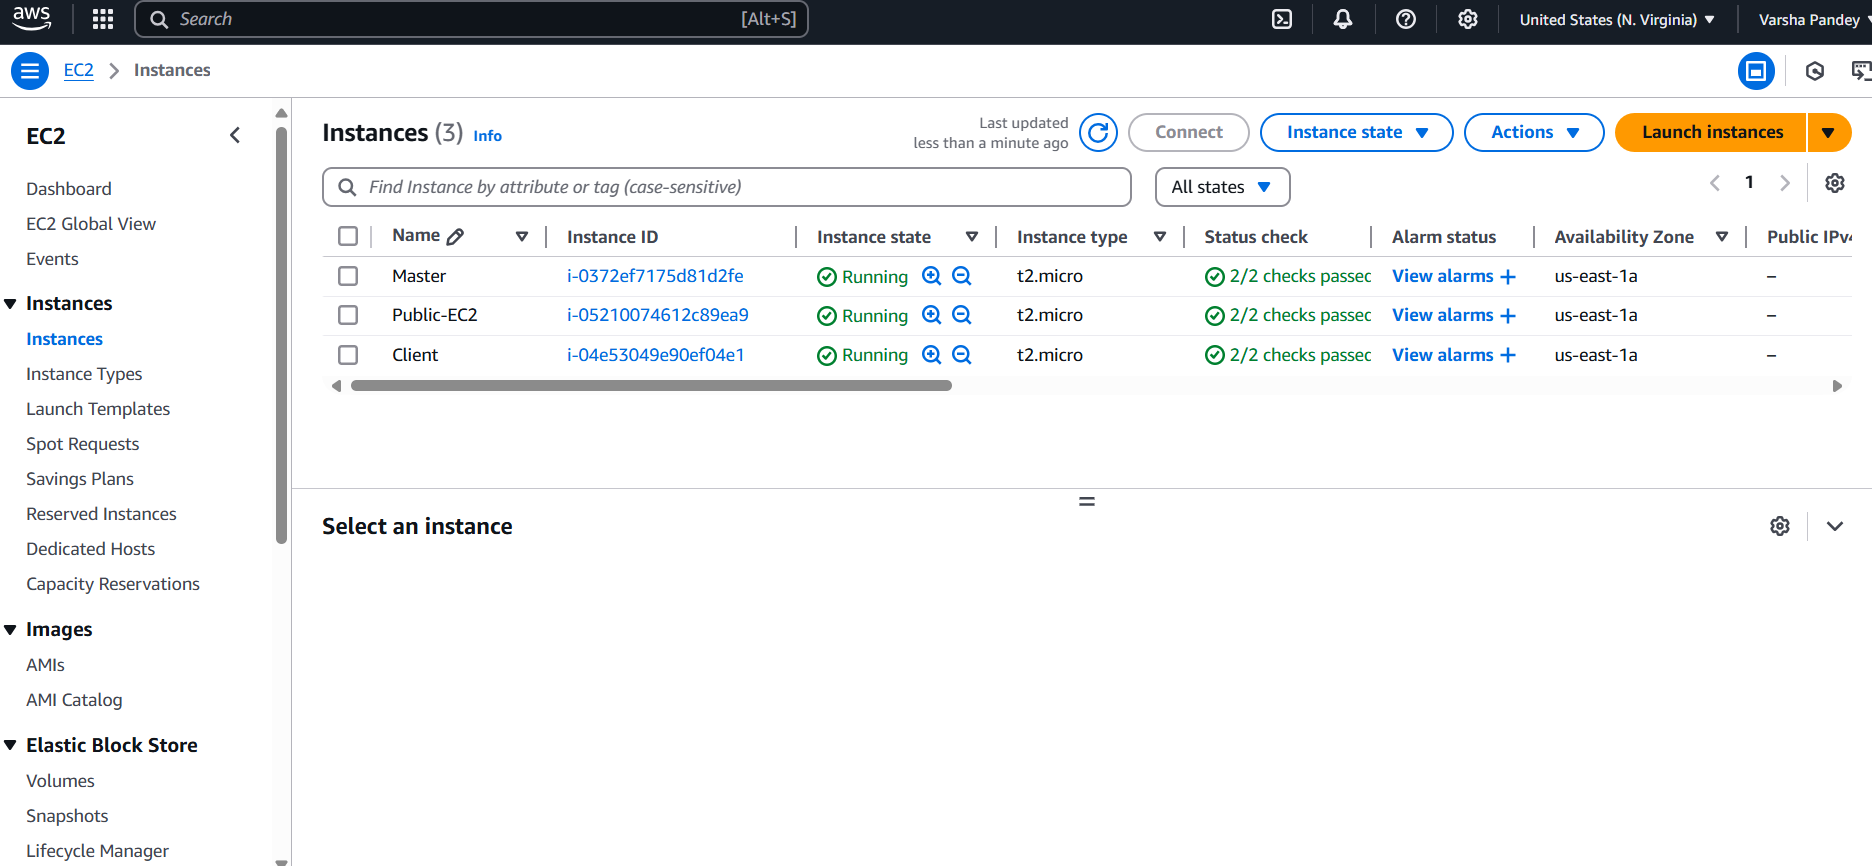 aws Search [Alt+S] United States (N. Virginia) Varsha Pandey
EC2 Instances
EC2
Dashboard
EC2 Global View
Events
Instances
Instances
Instance Types
Launch Templates
Spot Requests
Savings Plans
Reserved Instances
Dedicated Hosts
Capacity Reservations
Images
AMIs
AMI Catalog
Elastic Block Store
Volumes
Snapshots
Lifecycle Manager
Instances (3) Info
Last updated
less than a minute ago
Connect Instance state Actions Launch instances
Find Instance by attribute or tag (case-sensitive) All states 1
Name Instance ID Instance state Instance type Status check Alarm status Availability Zone Public IPv4
Master i-0372ef7175d81d2fe Running t2.micro 2/2 checks passed View alarms + us-east-1a –
Public-EC2 i-05210074612c89ea9 Running t2.micro 2/2 checks passed View alarms + us-east-1a –
Client i-04e53049e90ef04e1 Running t2.micro 2/2 checks passed View alarms + us-east-1a –
Select an instance